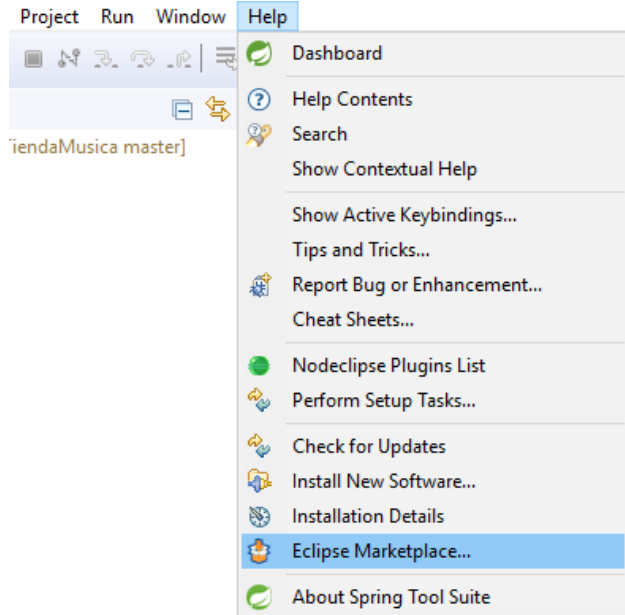 Project Run Window Help
Dashboard
Help Contents
iendaMusica master]
Search
Show Contextual Help
Show Active Keybindings...
Tips and Tricks...
Report Bug or Enhancement...
Cheat Sheets...
Nodeclipse Plugins List
Perform Setup Tasks...
Check for Updates
Install New Software...
Installation Details
Eclipse Marketplace...
About Spring Tool Suite